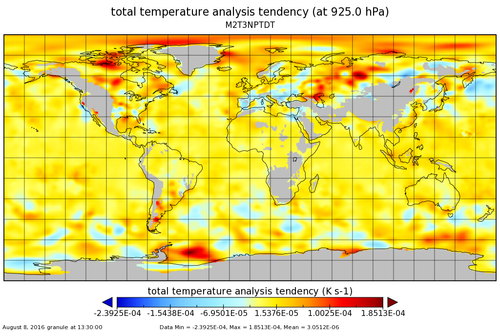 total temperature analysis tendency (at 925.0 hPa)
M2T3NPTDT
total temperature analysis tendency (K s-1)
-2.3925E-04 -1.5438E-04 -6.9501E-05 1.5376E-05 1.0025E-04 1.8513E-04
August 8, 2016 granule at 13:30:00 Data Min = -2.3925E-04, Max = 1.8513E-04, Mean = 3.0512E-06